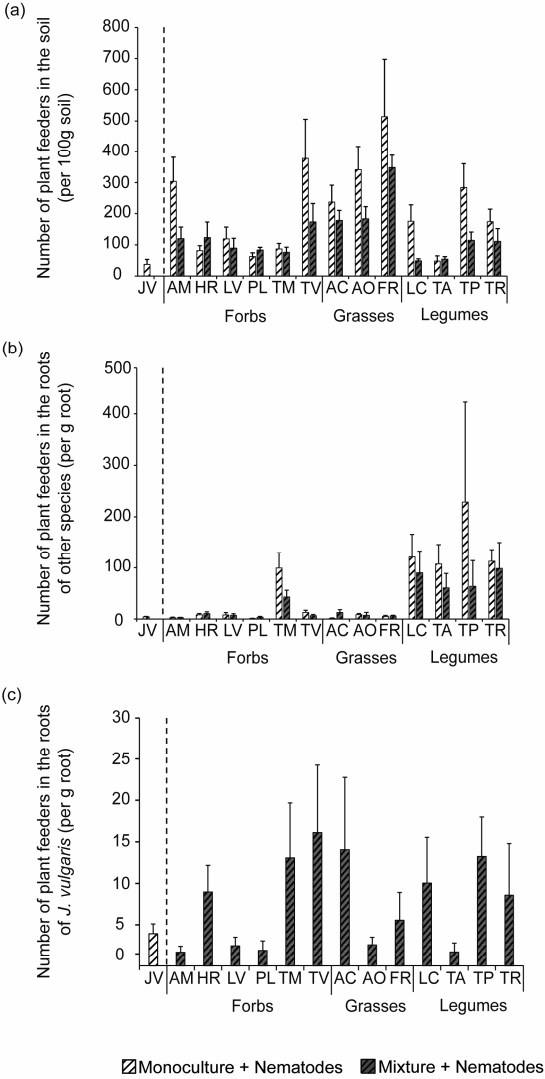 (a)
Number of plant feeders in the soil
(per 100g soil)
800
700
600
500
400
300
200
100
0
JV AM HR LV PL TM TV AC AO FR LC TA TP TR
Forbs Grasses Legumes
(b)
Number of plant feeders in the roots
of other species (per g root)
500
400
300
200
100
0
JV AM HR LV PL TM TV AC AO FR LC TA TP TR
Forbs Grasses Legumes
(c)
Number of plant feeders in the roots
of J. vulgaris (per g root)
30
25
20
15
10
5
0
JV AM HR LV PL TM TV AC AO FR LC TA TP TR
Forbs Grasses Legumes
Monoculture + Nematodes Mixture + Nematodes